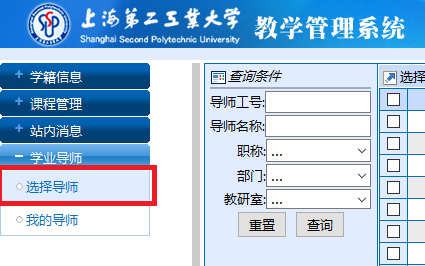 上海第二工业大学
Shanghai Second Polytechnic University
教学管理系统
学籍信息
课程管理
站内消息
学业导师
选择导师
我的导师
查询条件
导师工号:
导师名称:
职称: ...
部门: ...
教研室: ...
重置 查询
选择